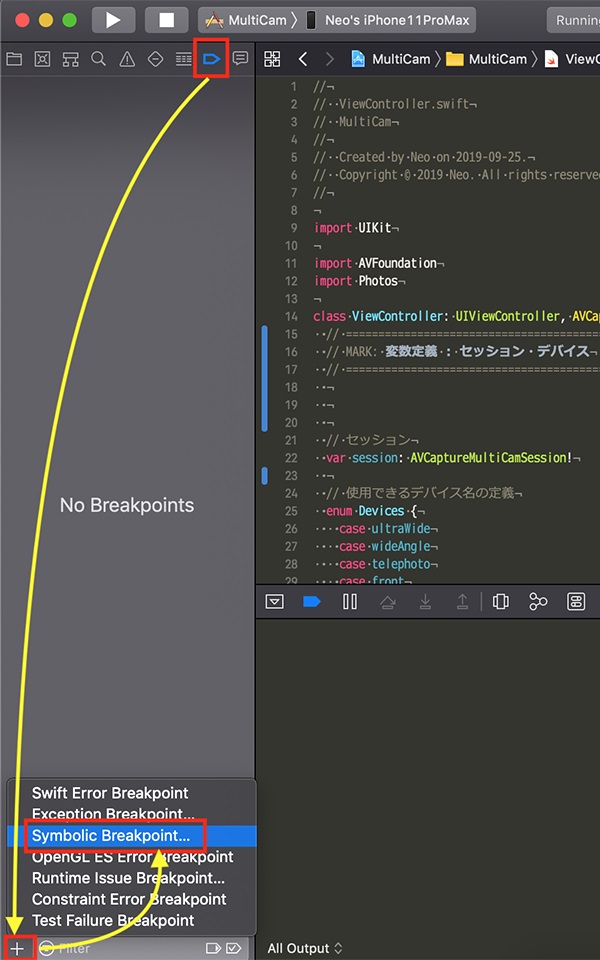 MultiCam 〉 Neo's iPhone11ProMax
Running
MultiCam 〉 MultiCam 〉 ViewC
1 //¬
2 //··ViewController.swift¬
3 //··MultiCam¬
4 //¬
5 //··Created·by·Neo·on·2019-09-25.¬
6 //··Copyright·©·2019·Neo.·All·rights·reserve
7 //¬
8 ¬
9 import·UIKit¬
10 ¬
11 import·AVFoundation¬
12 import·Photos¬
13 ¬
14 class·ViewController:·UIViewController,·AVCap
15 ··//·==========================================
16 ··//·MARK:·変数定義·:·セッション・デバイス¬
17 ··//·==========================================
18 ··¬
19 ··¬
20 ··¬
21 ··//·セッション¬
22 ··var·session:·AVCaptureMultiCamSession!¬
23 ··¬
24 ··//·使用できるデバイス名の定義¬
25 ··enum·Devices·{¬
26 ····case·ultraWide¬
27 ····case·wideAngle¬
28 ····case·telephoto¬
29 ····case·front¬
No Breakpoints
Swift Error Breakpoint
Exception Breakpoint...
Symbolic Breakpoint...
OpenGL ES Error Breakpoint
Runtime Issue Breakpoint...
Constraint Error Breakpoint
Test Failure Breakpoint
Filter
All Output